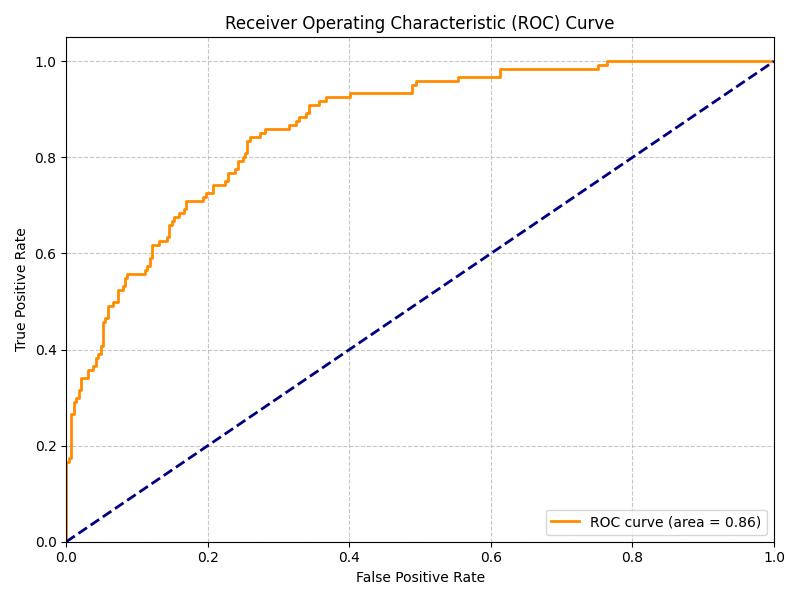 Receiver Operating Characteristic (ROC) Curve
1.0
0.8
0.6
0.4
0.2
0.0
True Positive Rate
ROC curve (area = 0.86)
0.0 0.2 0.4 0.6 0.8 1.0
False Positive Rate